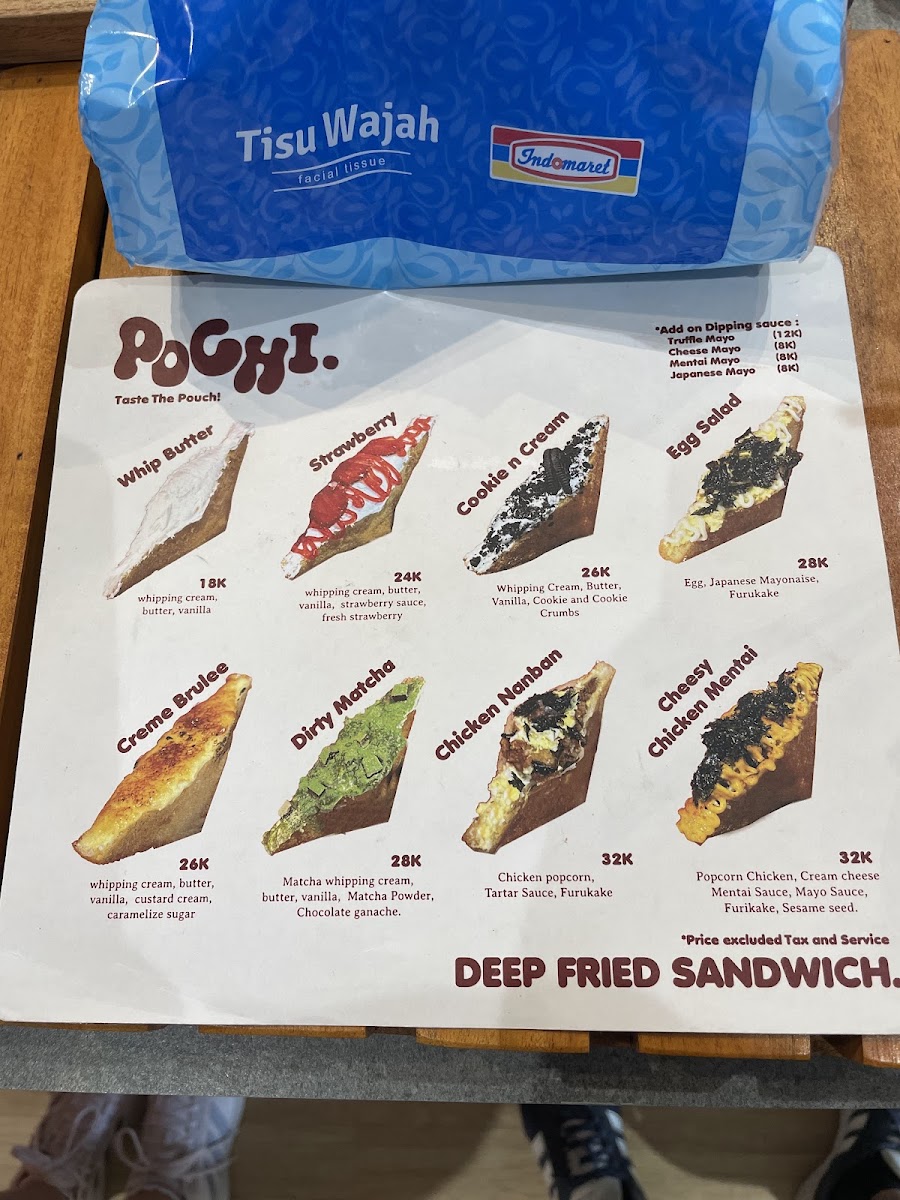 Tisu Wajah
facial tissue
Indomaret
POCHI.
Taste The Pouch!
*Add on Dipping sauce :
Truffle Mayo (12K)
Cheese Mayo (8K)
Mentai Mayo (8K)
Japanese Mayo (8K)
Whip Butter
18K
whipping cream,
butter, vanilla
Strawberry
24K
whipping cream, butter,
vanilla, strawberry sauce,
fresh strawberry
Cookie n Cream
26K
Whipping Cream, Butter,
Vanilla, Cookie and Cookie
Crumbs
Egg Salad
28K
Egg, Japanese Mayonaise,
Furukake
Creme Brulee
26K
whipping cream, butter,
vanilla, custard cream,
caramelize sugar
Dirty Matcha
28K
Matcha whipping cream,
butter, vanilla, Matcha Powder,
Chocolate ganache.
Chicken Nanban
32K
Chicken popcorn,
Tartar Sauce, Furukake
Cheesy
Chicken Mentai
32K
Popcorn Chicken, Cream cheese
Mentai Sauce, Mayo Sauce,
Furikake, Sesame seed.
*Price excluded Tax and Service
DEEP FRIED SANDWICH.